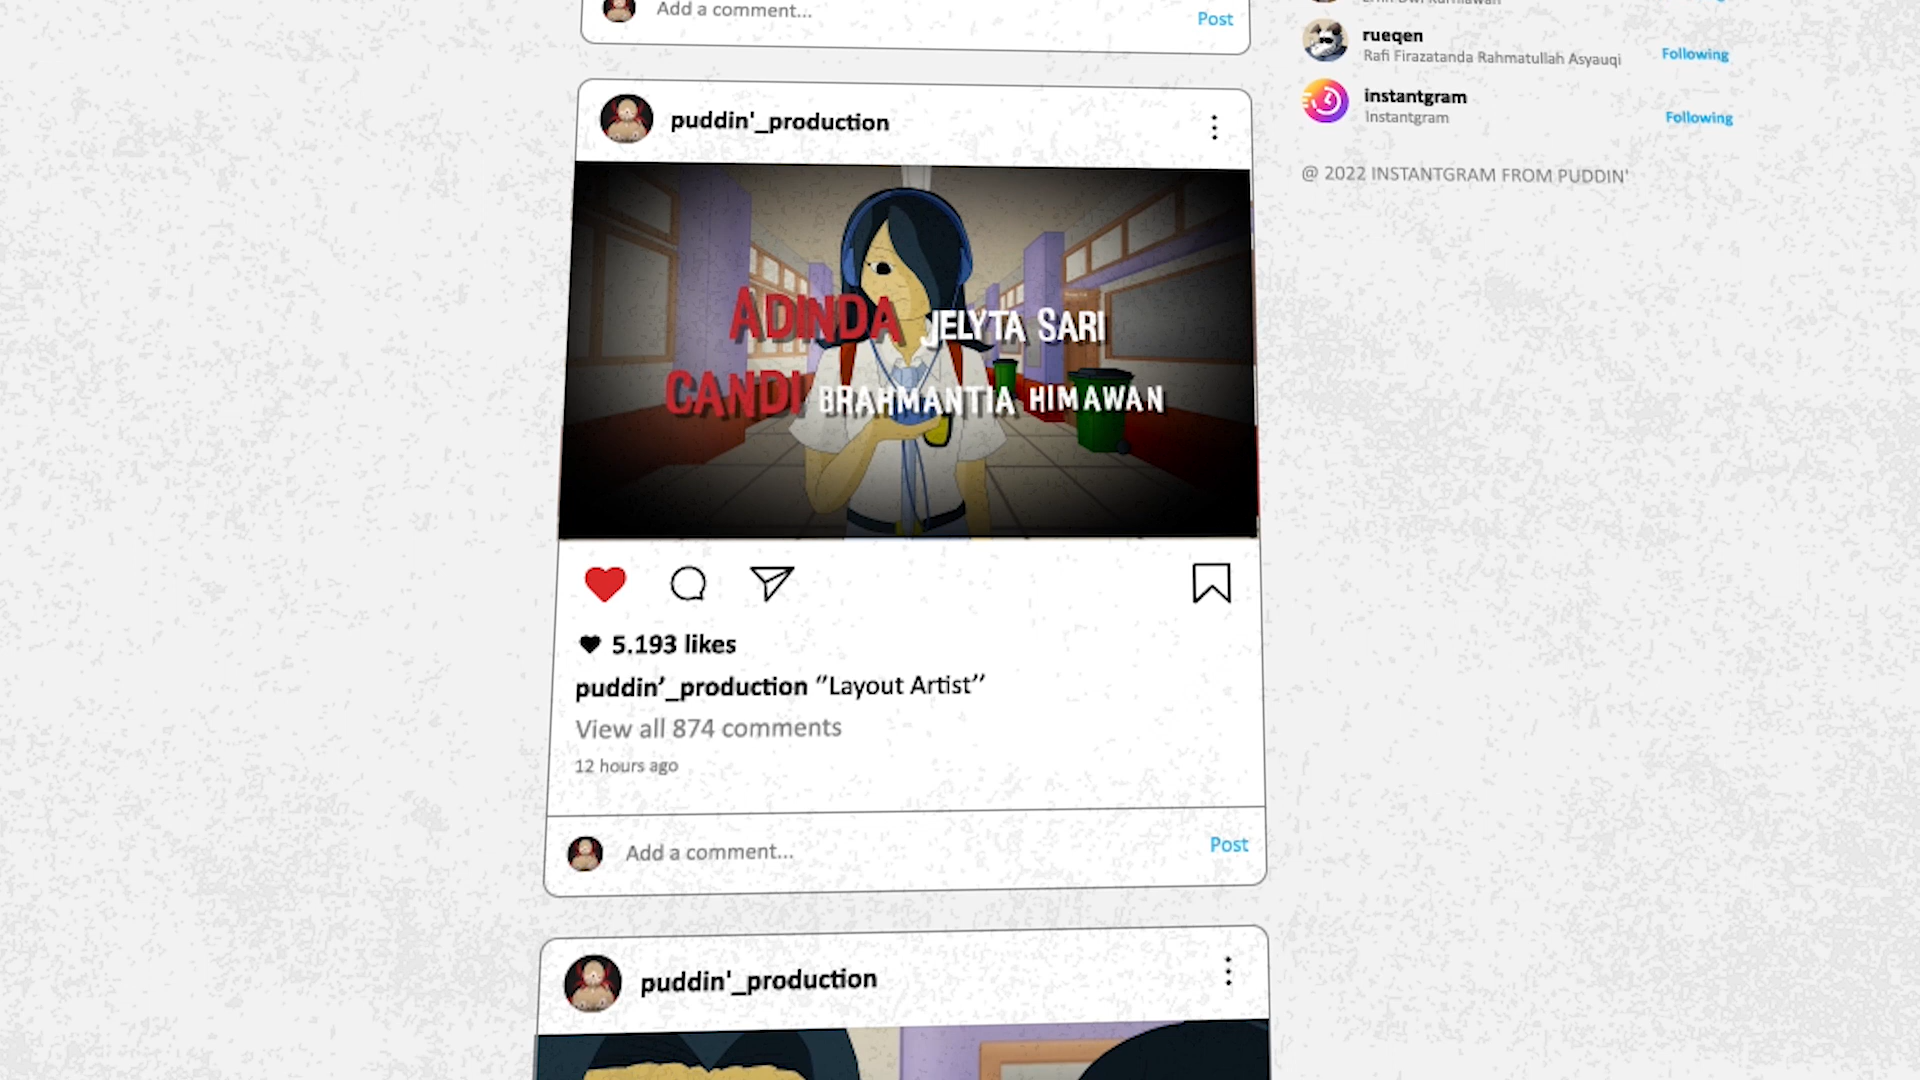 Add a comment...
Post
puddin'_production
ADINDA JELYTA SARI
CANDI BRAHMANTIA HIMAWAN
5.193 likes
puddin’_production “Layout Artist”
View all 874 comments
12 hours ago
Add a comment...
Post
puddin'_production
rueqen
Rafi Firazatanda Rahmatullah Asyauqi
Following
instantgram
Instantgram
Following
@ 2022 INSTANTGRAM FROM PUDDIN'